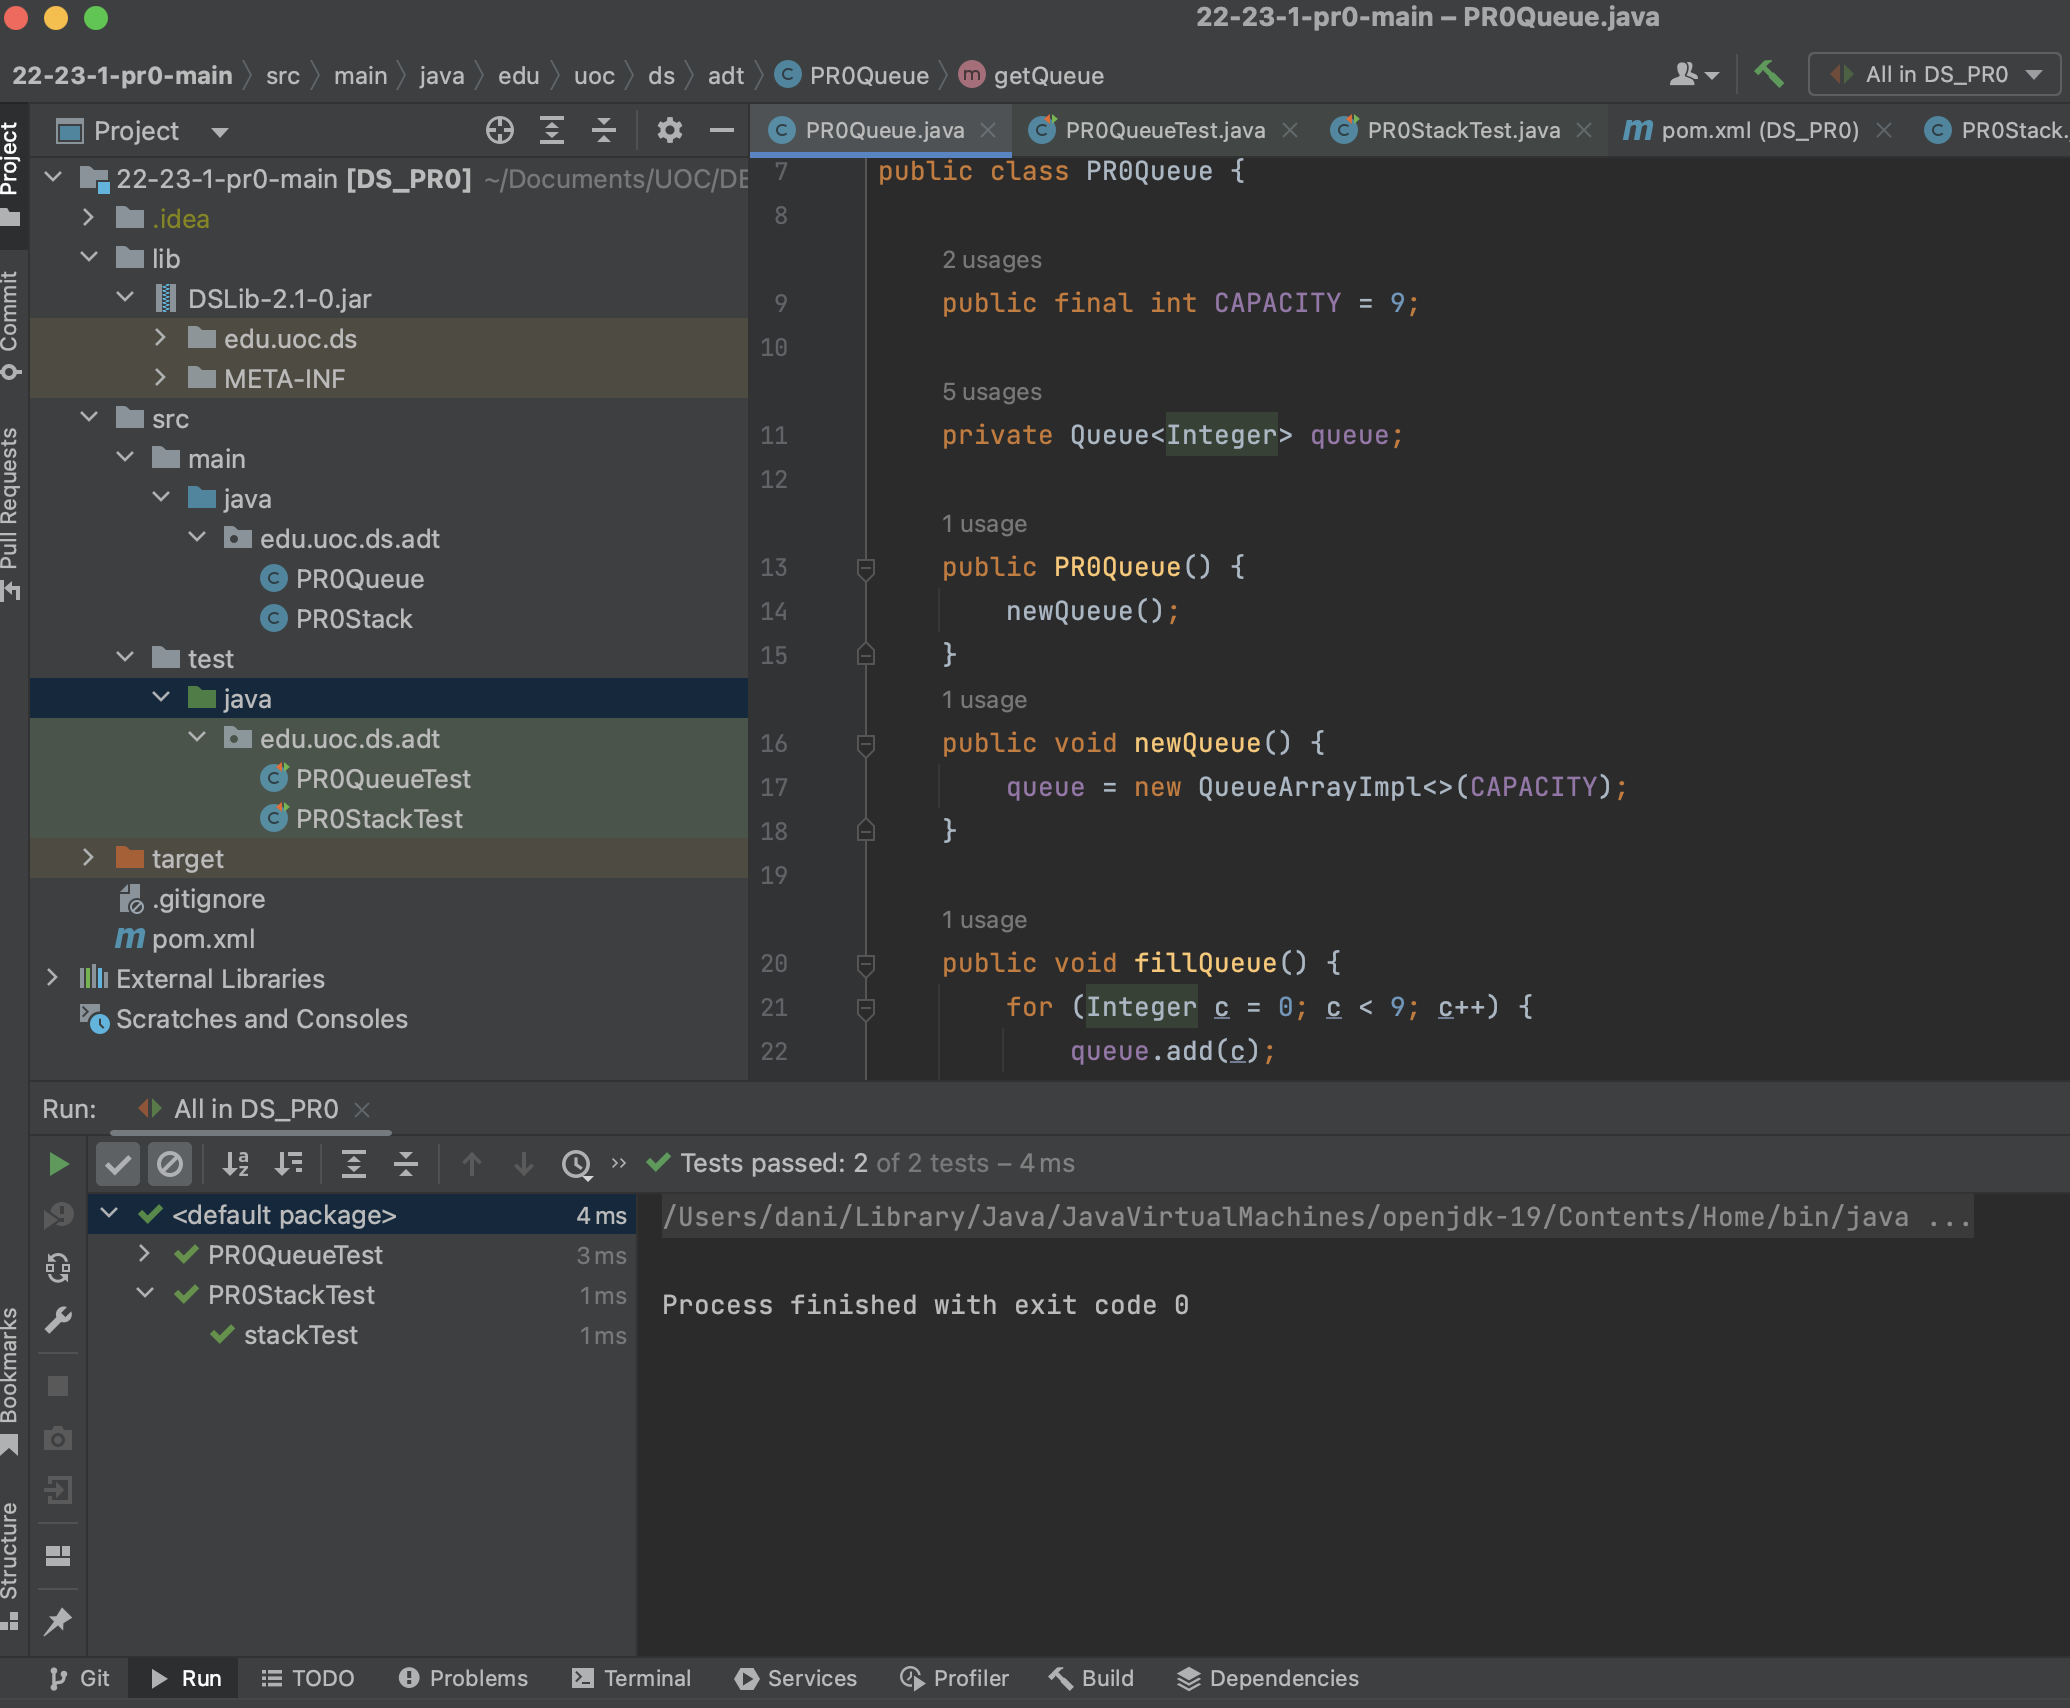 22-23-1-pr0-main – PR0Queue.java
22-23-1-pr0-main src main java edu uoc ds adt PR0Queue getQueue All in DS_PR0
Project
Commit
Pull Requests
Bookmarks
Structure
Project
22-23-1-pr0-main [DS_PR0] ~/Documents/UOC/DE
.idea
lib
DSLib-2.1-0.jar
edu.uoc.ds
META-INF
src
main
java
edu.uoc.ds.adt
PR0Queue
PR0Stack
test
java
edu.uoc.ds.adt
PR0QueueTest
PR0StackTest
target
.gitignore
pom.xml
External Libraries
Scratches and Consoles
PR0Queue.java PR0QueueTest.java PR0StackTest.java pom.xml (DS_PR0) PR0Stack.
7 public class PR0Queue {
8
2 usages
9 public final int CAPACITY = 9;
10
5 usages
11 private Queue<Integer> queue;
12
1 usage
13 public PR0Queue() {
14 newQueue();
15 }
1 usage
16 public void newQueue() {
17 queue = new QueueArrayImpl<>(CAPACITY);
18 }
19
1 usage
20 public void fillQueue() {
21 for (Integer c = 0; c < 9; c++) {
22 queue.add(c);
Run: All in DS_PR0
Tests passed: 2 of 2 tests – 4 ms
<default package> 4 ms
PR0QueueTest 3 ms
PR0StackTest 1 ms
stackTest 1 ms
/Users/dani/Library/Java/JavaVirtualMachines/openjdk-19/Contents/Home/bin/java ...
Process finished with exit code 0
Git Run TODO Problems Terminal Services Profiler Build Dependencies